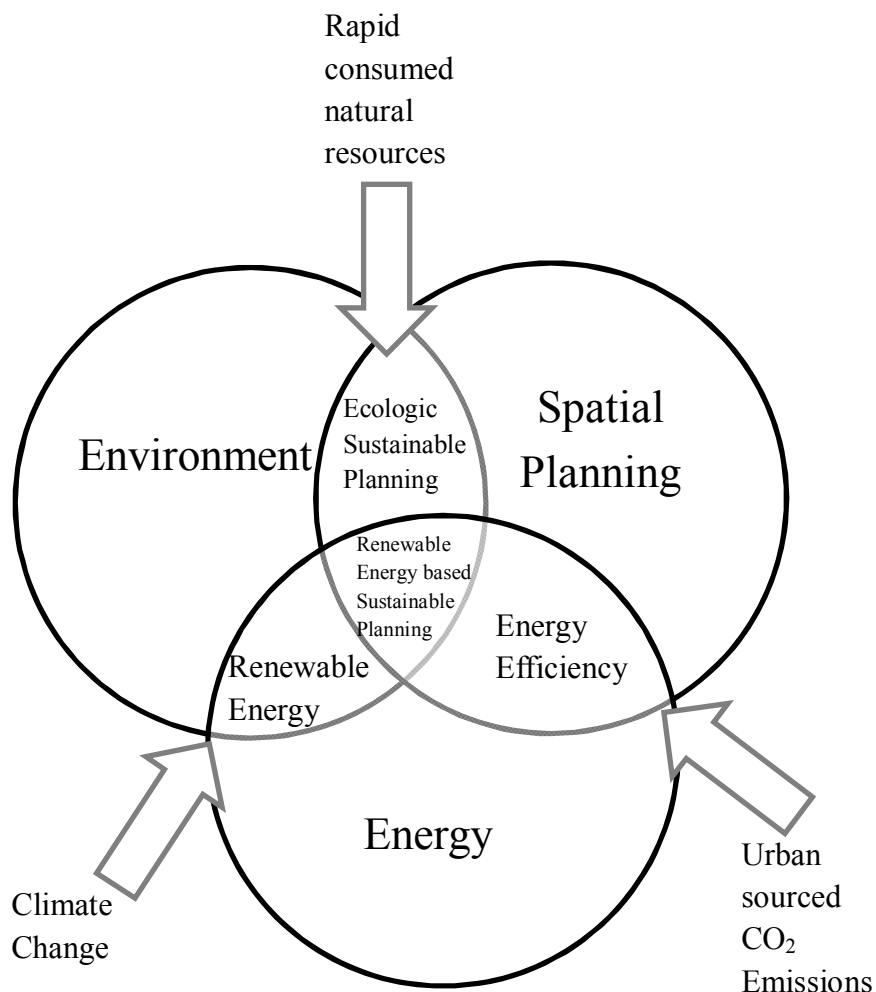 Rapid
consumed
natural
resources
Environment
Spatial
Planning
Ecologic
Sustainable
Planning
Renewable
Energy based
Sustainable
Planning
Renewable
Energy
Energy
Efficiency
Energy
Climate
Change
Urban
sourced
CO₂
Emissions